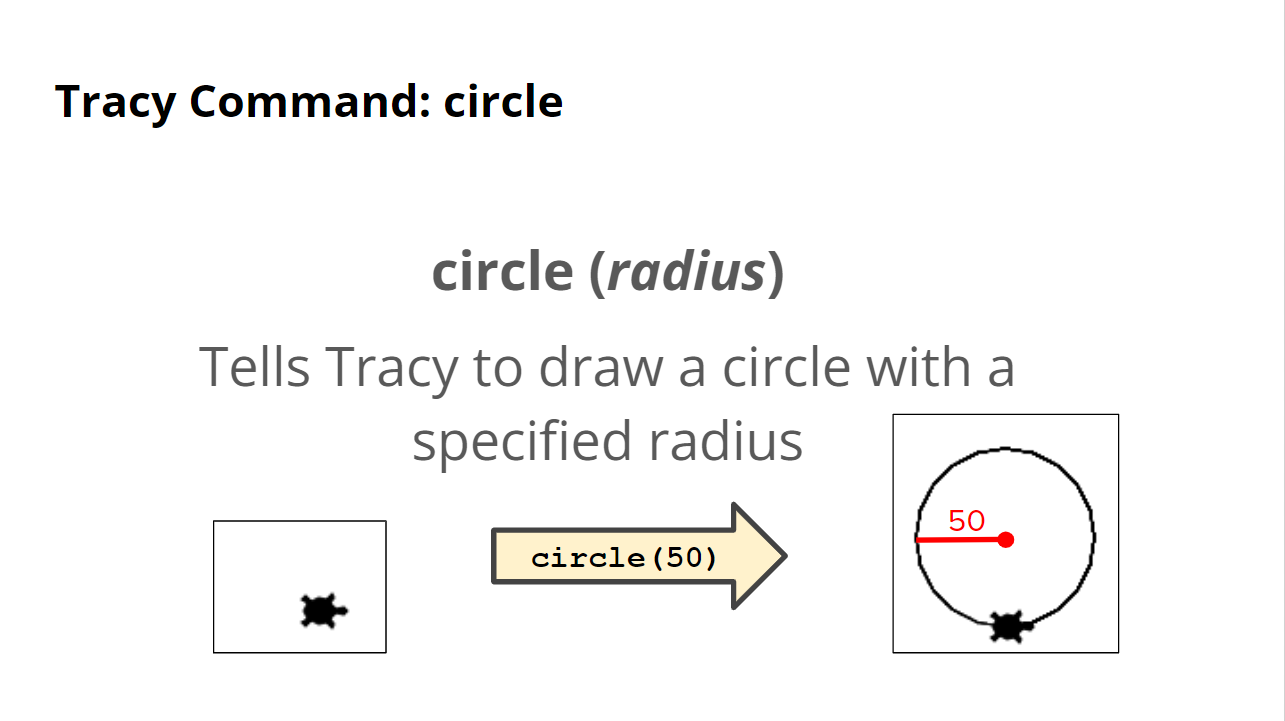 Tracy Command: circle
circle (radius)
Tells Tracy to draw a circle with a
specified radius
circle(50)
50